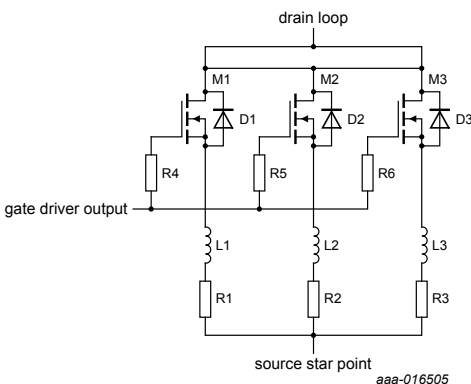 drain loop
M1
M2
M3
D1
D2
D3
R4
R5
R6
gate driver output
L1
L2
L3
R1
R2
R3
source star point
aaa-016505